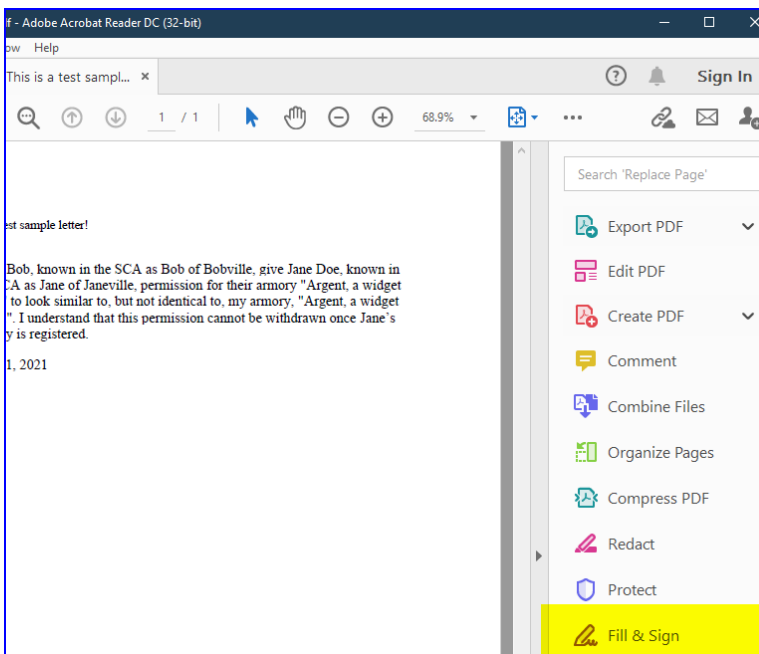 f - Adobe Acrobat Reader DC (32-bit)
ow Help
This is a test sampl... ×
? Sign In
1 / 1 68.9% ...
Search 'Replace Page'
est sample letter!
Bob, known in the SCA as Bob of Bobville, give Jane Doe, known in
CA as Jane of Janeville, permission for their armory "Argent, a widget
to look similar to, but not identical to, my armory, "Argent, a widget
". I understand that this permission cannot be withdrawn once Jane`s
y is registered.
1, 2021
Export PDF
Edit PDF
Create PDF
Comment
Combine Files
Organize Pages
Compress PDF
Redact
Protect
Fill & Sign